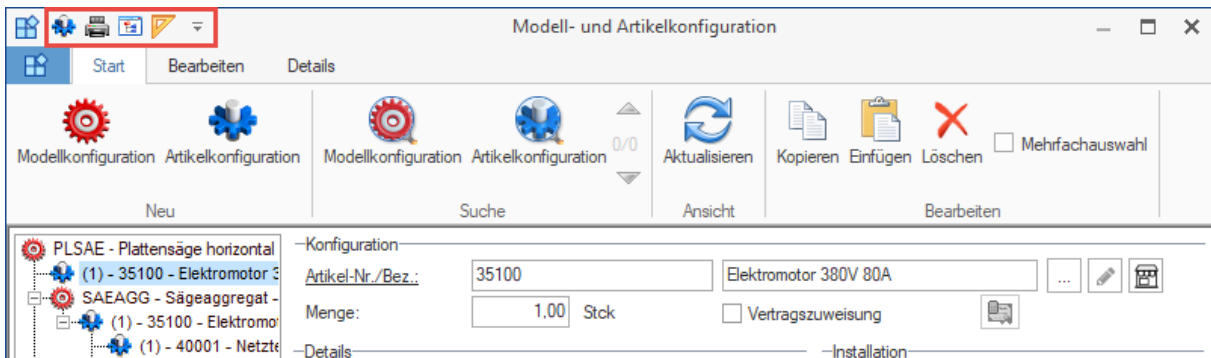 Modell- und Artikelkonfiguration
Start Bearbeiten Details
Modellkonfiguration Artikelkonfiguration Modellkonfiguration Artikelkonfiguration 0/0 Aktualisieren Kopieren Einfügen Löschen Mehrfachauswahl
Neu Suche Ansicht Bearbeiten
PLSAE - Plattensäge horizontal Konfiguration
(1) - 35100 - Elektromotor 3 Artikel-Nr./Bez.: 35100 Elektromotor 380V 80A ...
SAEAGG - Sägeaggregat - Menge: 1,00 Stck Vertragszuweisung
(1) - 35100 - Elektromot
(1) - 40001 - Netzte Details Installation